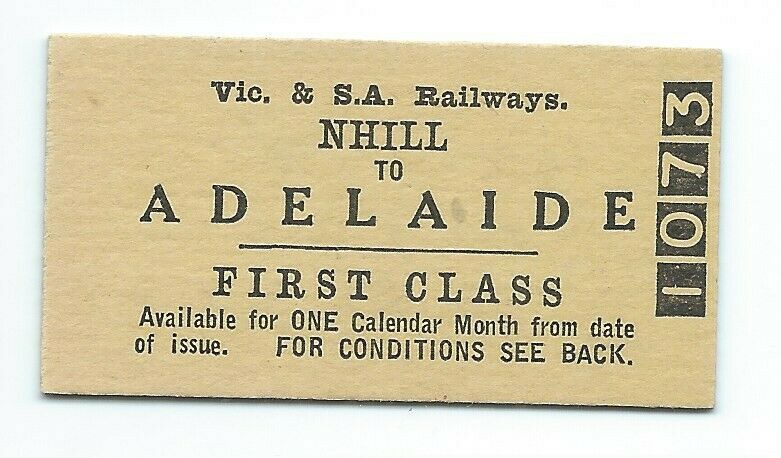 Vic. & S.A. Railways.
NHILL
TO
ADELAIDE
FIRST CLASS
Available for ONE Calendar Month from date
of issue. FOR CONDITIONS SEE BACK.
1073